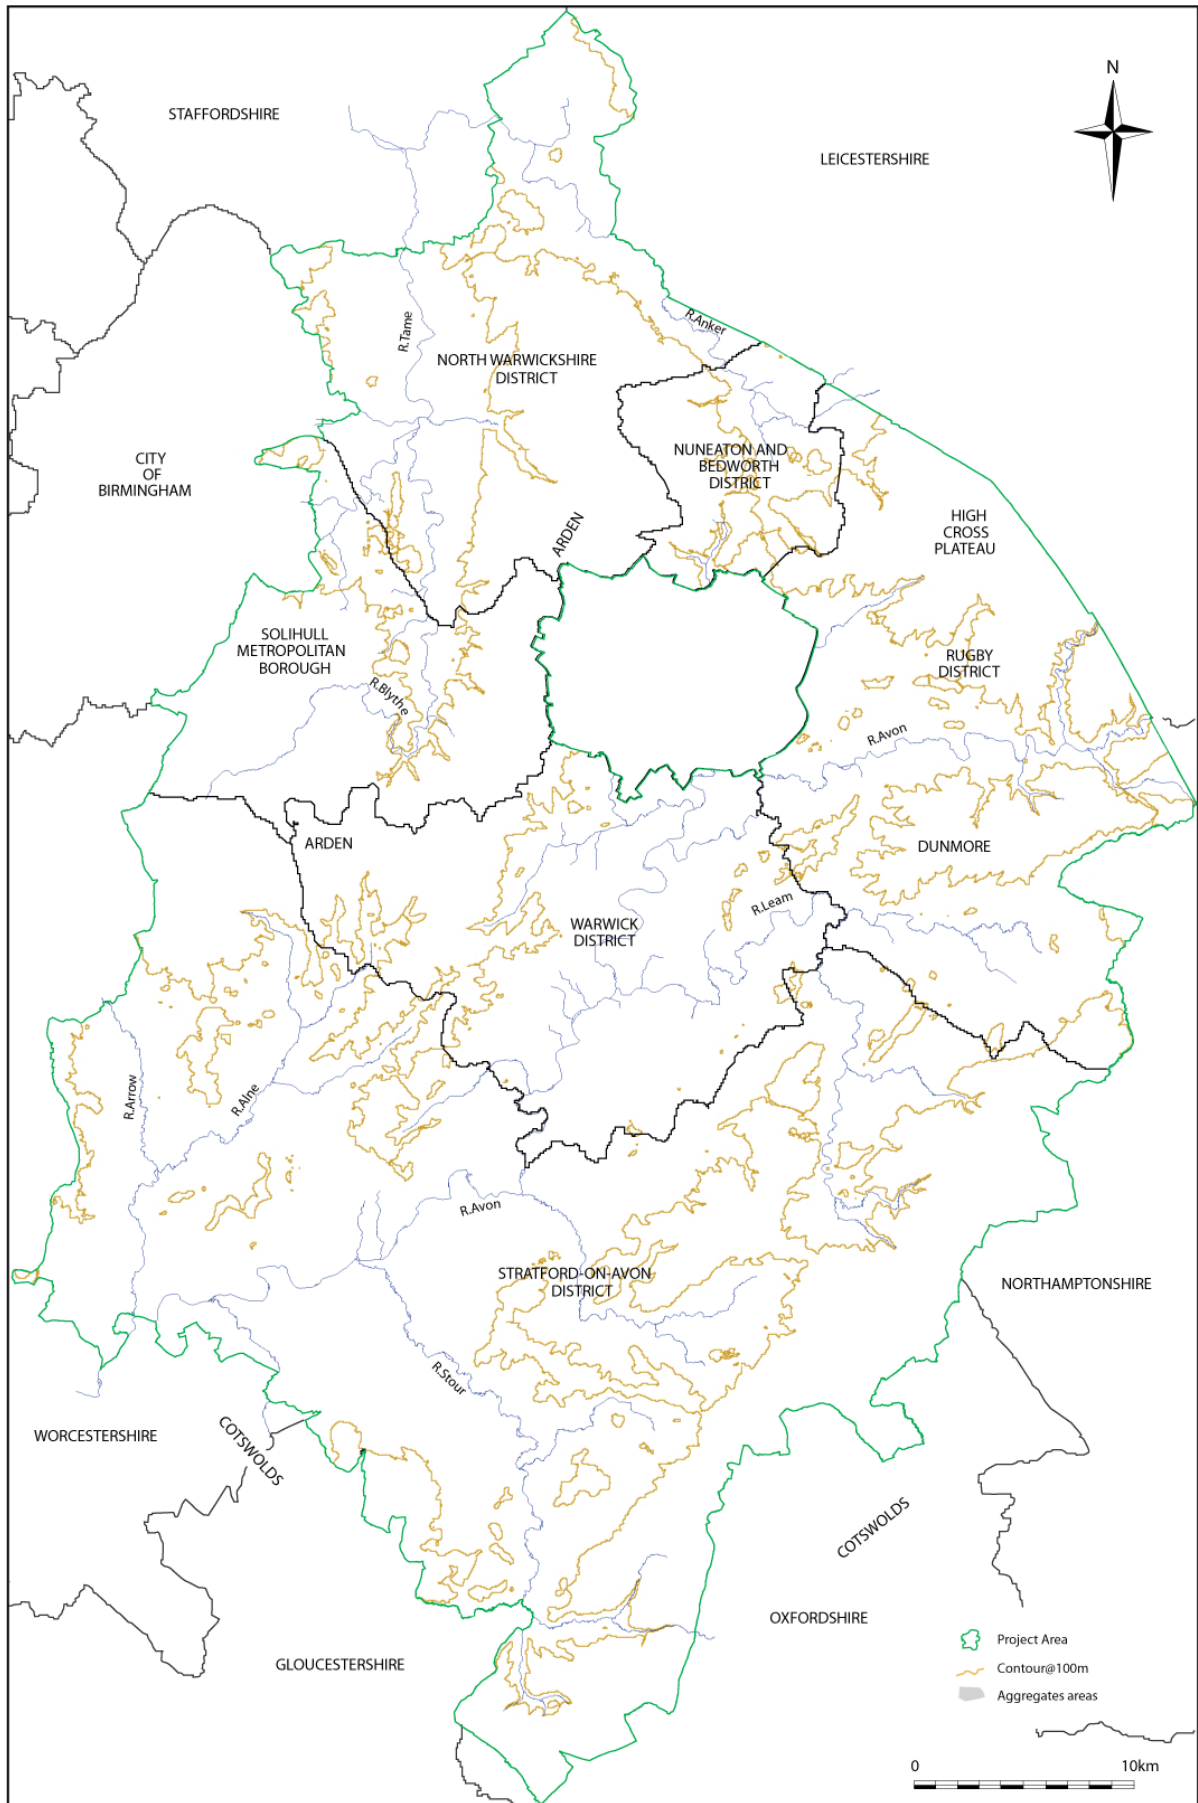 N
STAFFORDSHIRE
LEICESTERSHIRE
R.Anker
R.Tame
NORTH WARWICKSHIRE
DISTRICT
CITY
OF
BIRMINGHAM
NUNEATON AND
BEDWORTH
DISTRICT
HIGH
CROSS
PLATEAU
ARDEN
SOLIHULL
METROPOLITAN
BOROUGH
RUGBY
DISTRICT
R.Blythe
R.Avon
ARDEN
DUNMORE
R.Leam
WARWICK
DISTRICT
R.Arrow
R.Alne
R.Avon
STRATFORD-ON-AVON
DISTRICT
NORTHAMPTONSHIRE
R.Stour
WORCESTERSHIRE
COTSWOLDS
COTSWOLDS
OXFORDSHIRE
GLOUCESTERSHIRE
Project Area
Contour@100m
Aggregates areas
0 10km